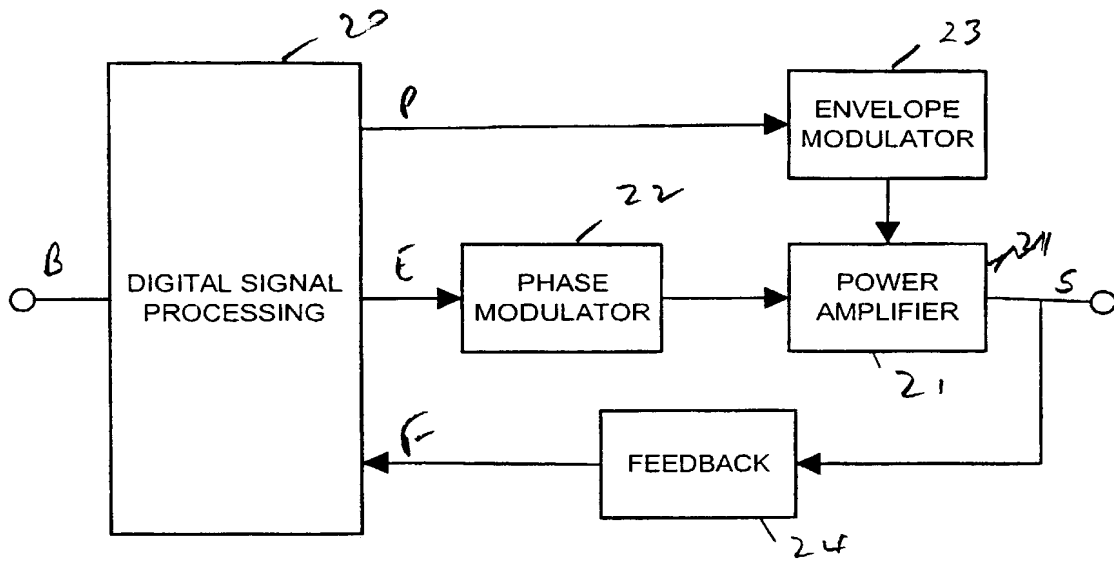 20
23
P
ENVELOPE
MODULATOR
22
B
DIGITAL SIGNAL
PROCESSING
E
PHASE
MODULATOR
POWER
AMPLIFIER
S
21
F
FEEDBACK
24